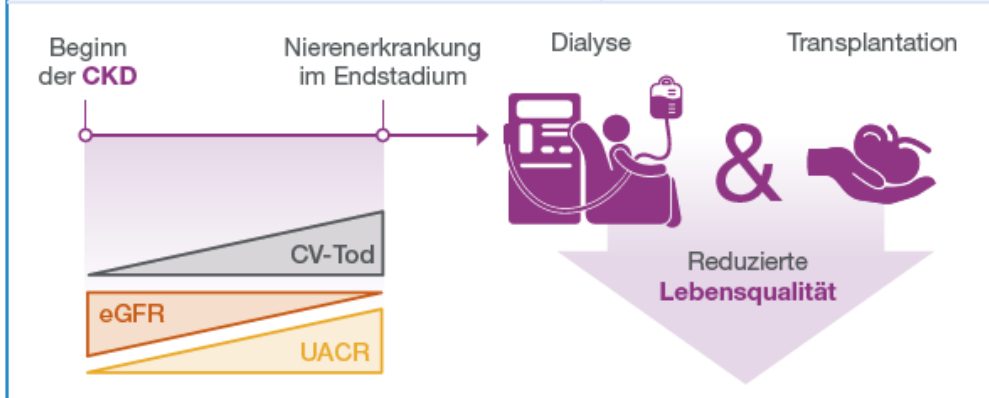 Beginn
der CKD
Nierenerkrankung
im Endstadium
Dialyse
Transplantation
&
CV-Tod
eGFR
UACR
Reduzierte
Lebensqualität